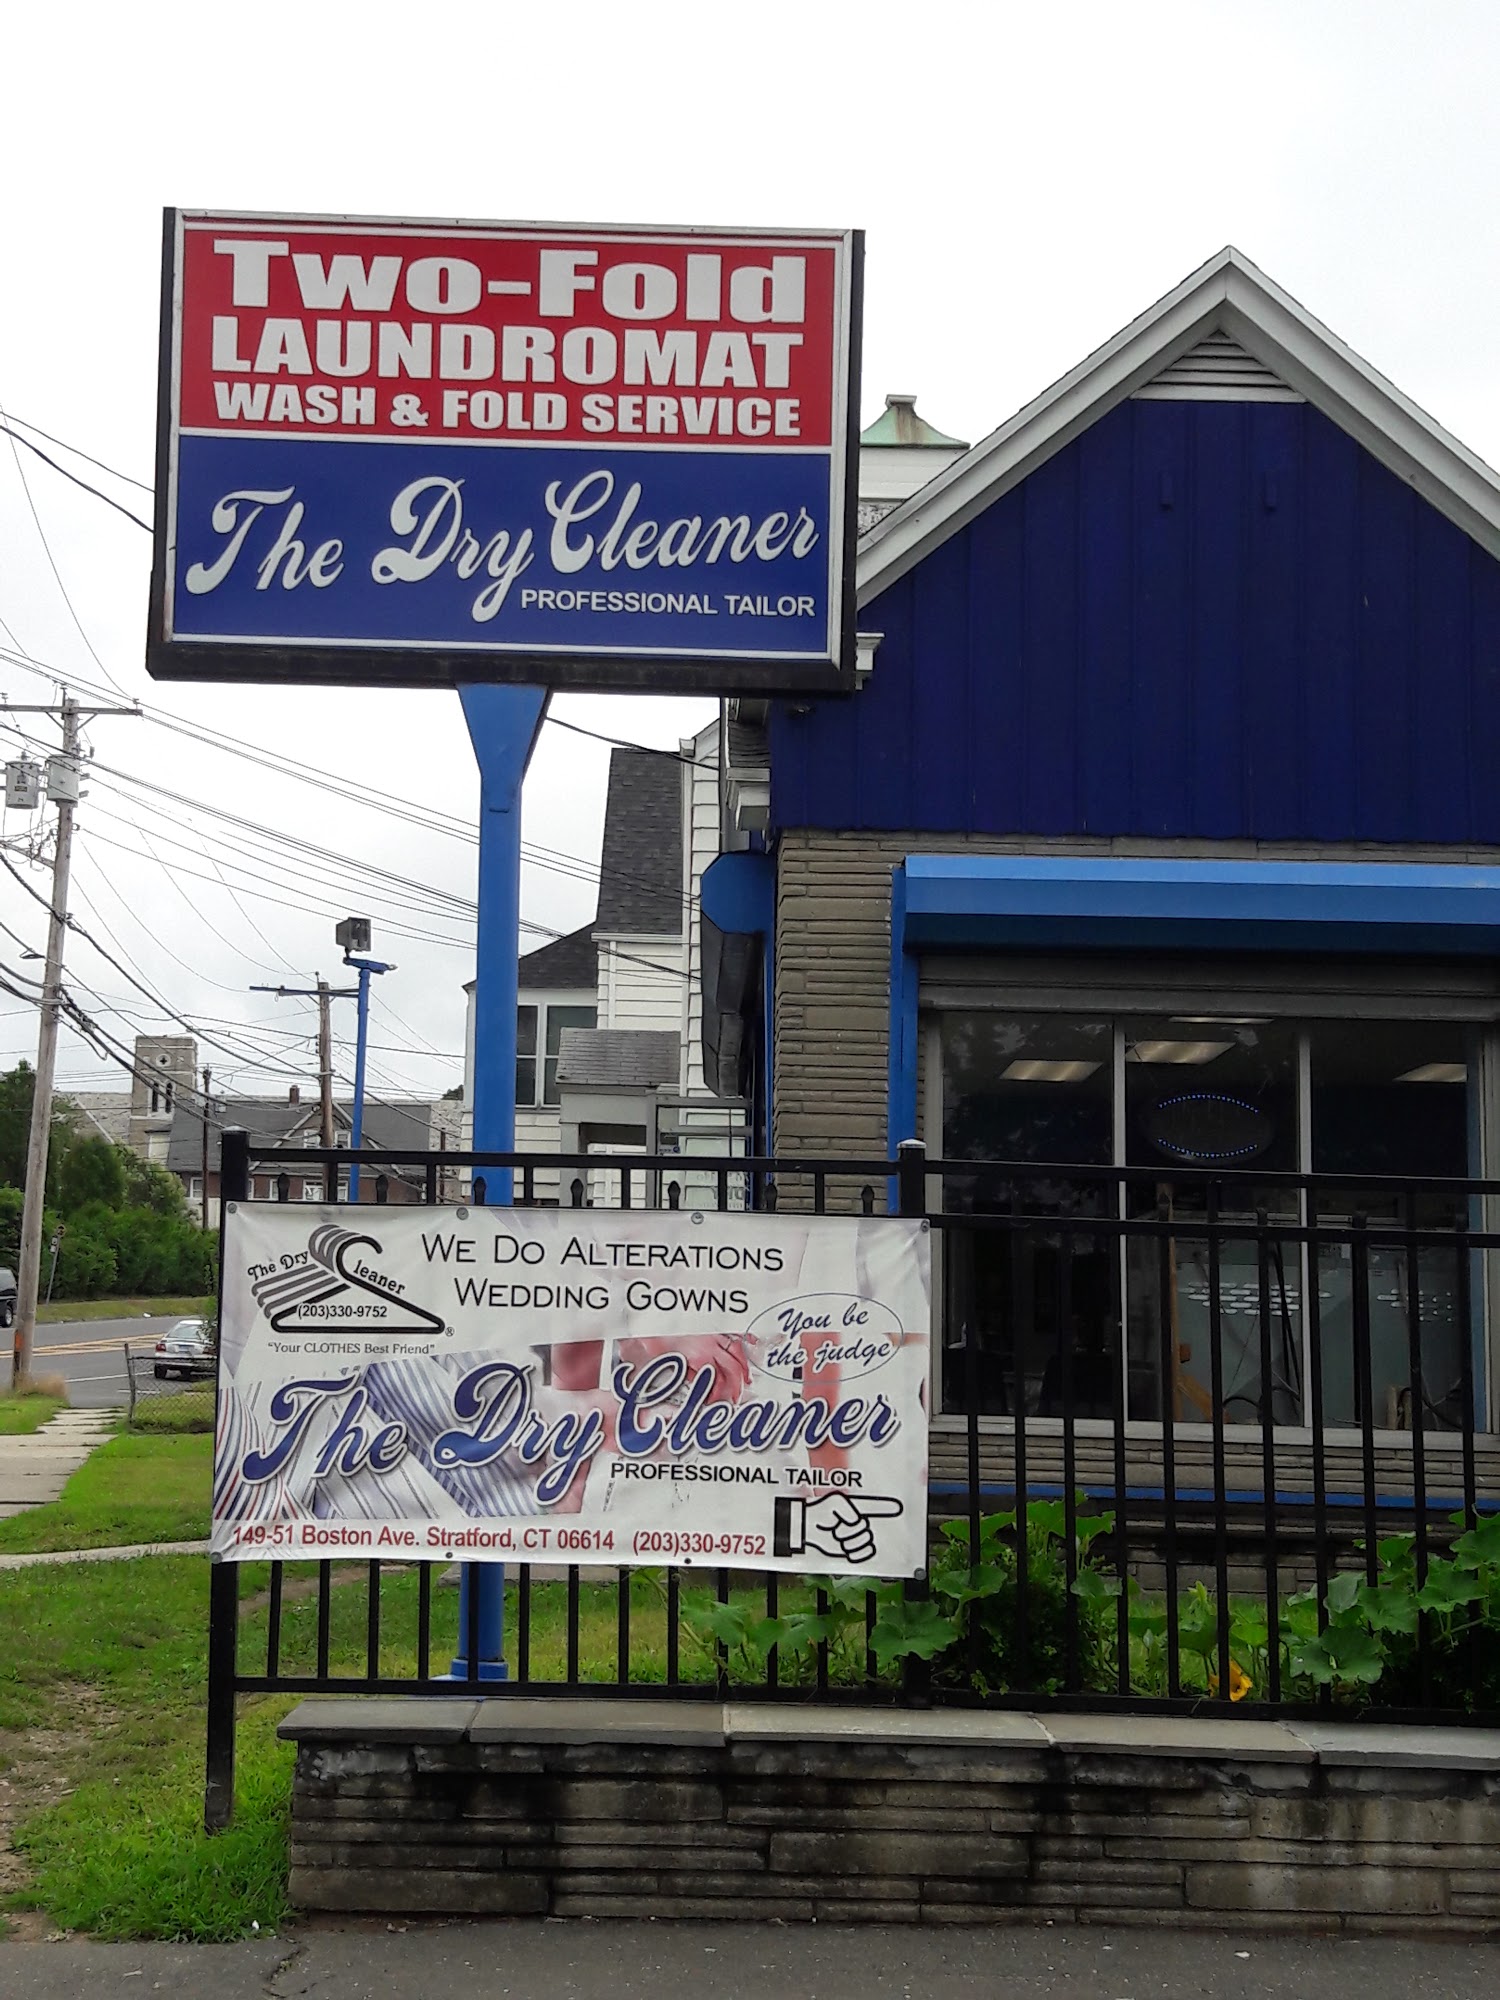 Two-Fold
LAUNDROMAT
WASH & FOLD SERVICE
The Dry Cleaner
PROFESSIONAL TAILOR
The Dry Cleaner
(203)330-9752
®
"Your CLOTHES Best Friend"
WE DO ALTERATIONS
WEDDING GOWNS
You be
the judge
The Dry Cleaner
PROFESSIONAL TAILOR
149-51 Boston Ave. Stratford, CT 06614 (203)330-9752